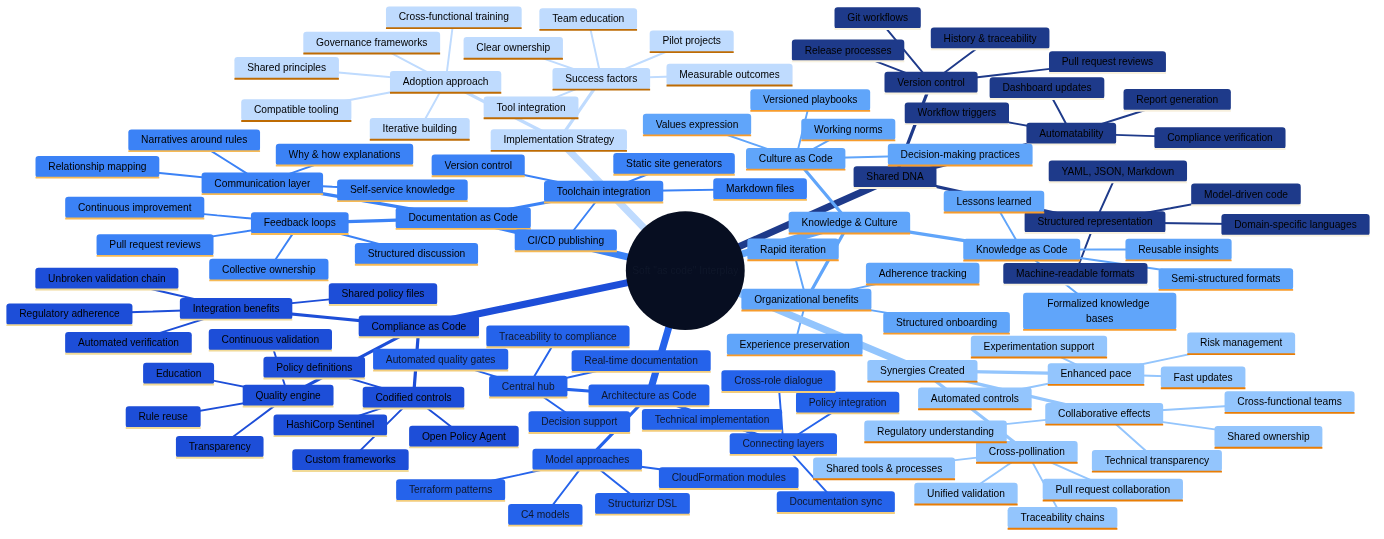 Cross-functional training
Team education
Git workflows
Governance frameworks
Clear ownership
Pilot projects
Release processes
History & traceability
Shared principles
Adoption approach
Success factors
Measurable outcomes
Version control
Pull request reviews
Compatible tooling
Tool integration
Versioned playbooks
Dashboard updates
Workflow triggers
Report generation
Iterative building
Implementation Strategy
Values expression
Working norms
Automatability
Compliance verification
Narratives around rules
Why & how explanations
Relationship mapping
Version control
Static site generators
Culture as Code
Decision-making practices
Communication layer
Self-service knowledge
Toolchain integration
Markdown files
Shared DNA
YAML, JSON, Markdown
Continuous improvement
Feedback loops
Documentation as Code
Lessons learned
Model-driven code
Structured representation
Domain-specific languages
Pull request reviews
CI/CD publishing
Knowledge & Culture
Structured discussion
Rapid iteration
Knowledge as Code
Reusable insights
Collective ownership
Unbroken validation chain
Adherence tracking
Machine-readable formats
Semi-structured formats
Shared policy files
Organizational benefits
Formalized knowledge
bases
Integration benefits
Regulatory adherence
Compliance as Code
Structured onboarding
Automated verification
Continuous validation
Traceability to compliance
Experience preservation
Experimentation support
Risk management
Policy definitions
Automated quality gates
Real-time documentation
Synergies Created
Enhanced pace
Fast updates
Education
Quality engine
Codified controls
Central hub
Architecture as Code
Cross-role dialogue
Policy integration
Automated controls
Collaborative effects
Cross-functional teams
Rule reuse
HashiCorp Sentinel
Decision support
Technical implementation
Regulatory understanding
Transparency
Open Policy Agent
Connecting layers
Shared ownership
Custom frameworks
Model approaches
Cross-pollination
Technical transparency
Shared tools & processes
Terraform patterns
CloudFormation modules
Unified validation
Pull request collaboration
C4 models
Structurizr DSL
Documentation sync
Traceability chains